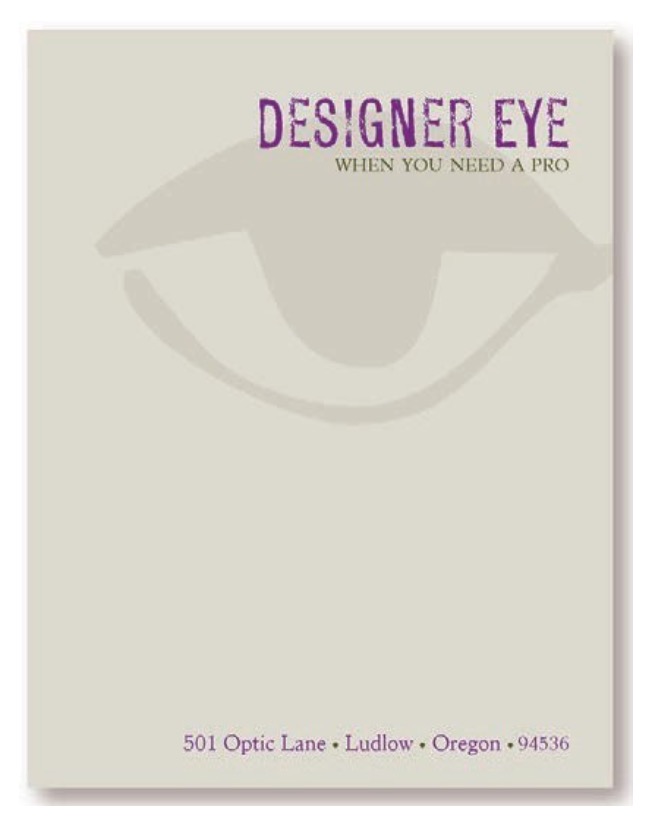 DESIGNER EYE
WHEN YOU NEED A PRO
501 Optic Lane • Ludlow • Oregon • 94536